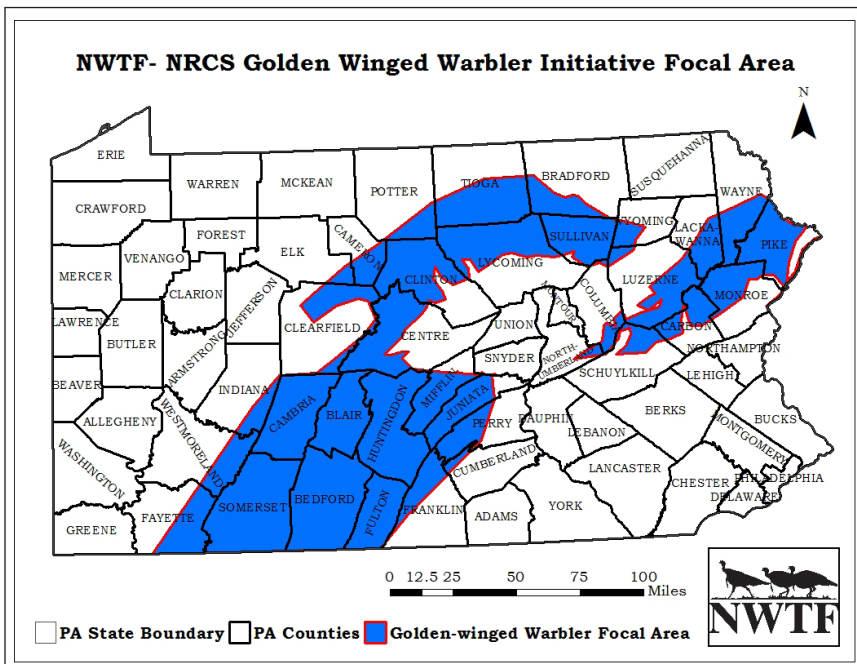 NWTF- NRCS Golden Winged Warbler Initiative Focal Area
N
ERIE
WARREN
MCKEAN
POTTER
TIOGA
BRADFORD
SUSQUEHANNA
WAYNE
CRAWFORD
FOREST
ELK
CAMERON
SULLIVAN
WYOMING
LACKA-
WANNA
PIKE
MERCER
VENANGO
CLARION
JEFFERSON
CLINTON
LYCOMING
LUZERNE
MONROE
LAWRENCE
BUTLER
ARMSTRONG
CLEARFIELD
CENTRE
UNION
MONTOUR
COLUMBIA
CARBON
SNYDER
NORTH-
UMBERLAND
NORTHAMPTON
BEAVER
INDIANA
SCHUYLKILL
LEHIGH
ALLEGHENY
WESTMORELAND
CAMBRIA
BLAIR
HUNTINGDON
MIFFLIN
JUNIATA
PERRY
DAUPHIN
LEBANON
BERKS
BUCKS
MONTGOMERY
WASHINGTON
CUMBERLAND
LANCASTER
CHESTER
PHILADELPHIA
DELAWARE
GREENE
FAYETTE
SOMERSET
BEDFORD
FULTON
FRANKLIN
ADAMS
YORK
0 12.5 25 50 75 100
Miles
NWTF
PA State Boundary PA Counties Golden-winged Warbler Focal Area